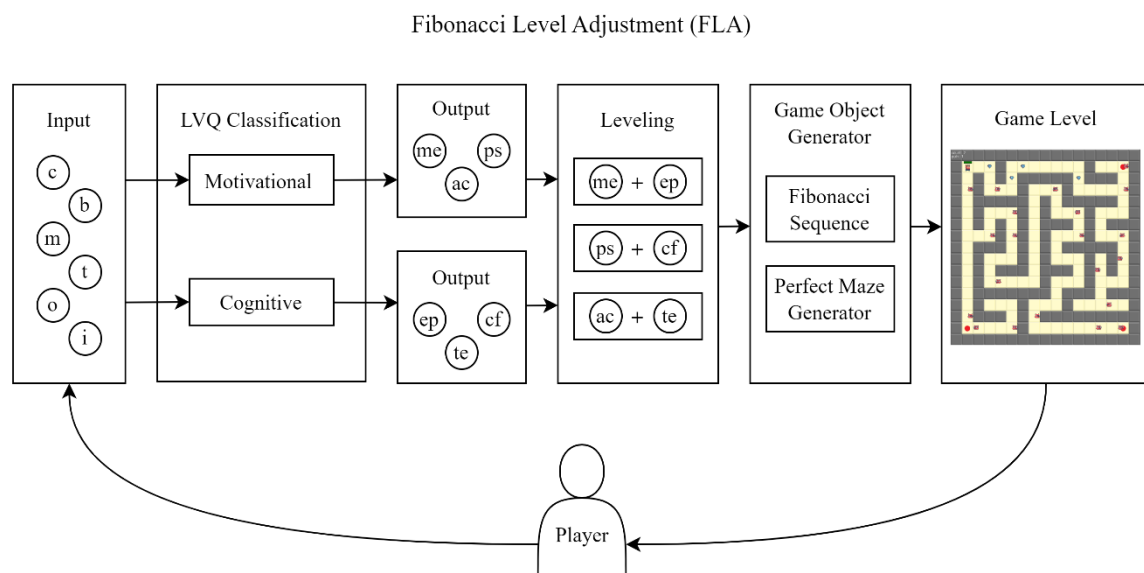 Fibonacci Level Adjustment (FLA)
Input
c
b
m
t
o
i
LVQ Classification
Motivational
Cognitive
Output
me
ps
ac
Output
ep
cf
te
Leveling
me + ep
ps + cf
ac + te
Game Object
Generator
Fibonacci
Sequence
Perfect Maze
Generator
Game Level
Player